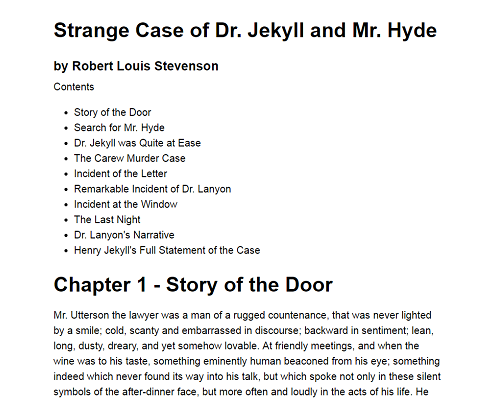 Strange Case of Dr. Jekyll and Mr. Hyde
by Robert Louis Stevenson
Contents
• Story of the Door
• Search for Mr. Hyde
• Dr. Jekyll was Quite at Ease
• The Carew Murder Case
• Incident of the Letter
• Remarkable Incident of Dr. Lanyon
• Incident at the Window
• The Last Night
• Dr. Lanyon's Narrative
• Henry Jekyll's Full Statement of the Case
Chapter 1 - Story of the Door
Mr. Utterson the lawyer was a man of a rugged countenance, that was never lighted
by a smile; cold, scanty and embarrassed in discourse; backward in sentiment; lean,
long, dusty, dreary, and yet somehow lovable. At friendly meetings, and when the
wine was to his taste, something eminently human beaconed from his eye; something
indeed which never found its way into his talk, but which spoke not only in these silent
symbols of the after-dinner face, but more often and loudly in the acts of his life. He